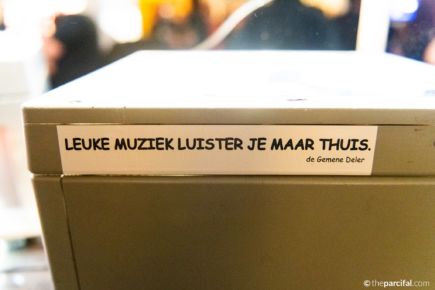 LEUKE MUZIEK LUISTER JE MAAR THUIS.
de Gemene Deler
© theparcifal.com